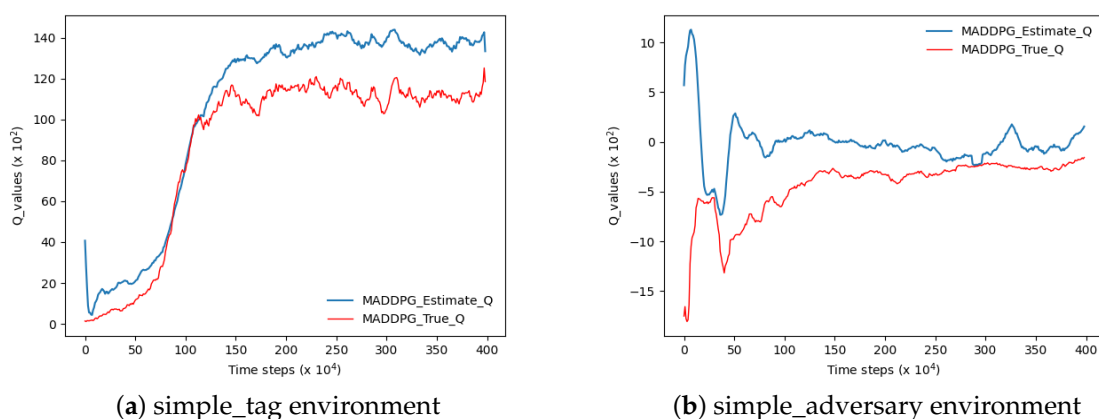 140
120
100
80
60
40
20
0
Q_values (x 10²)
MADDPG_Estimate_Q
MADDPG_True_Q
0 50 100 150 200 250 300 350 400
Time steps (x 10⁴)
(a) simple_tag environment
10
5
0
−5
−10
−15
Q_values (x 10²)
MADDPG_Estimate_Q
MADDPG_True_Q
0 50 100 150 200 250 300 350 400
Time steps (x 10⁴)
(b) simple_adversary environment